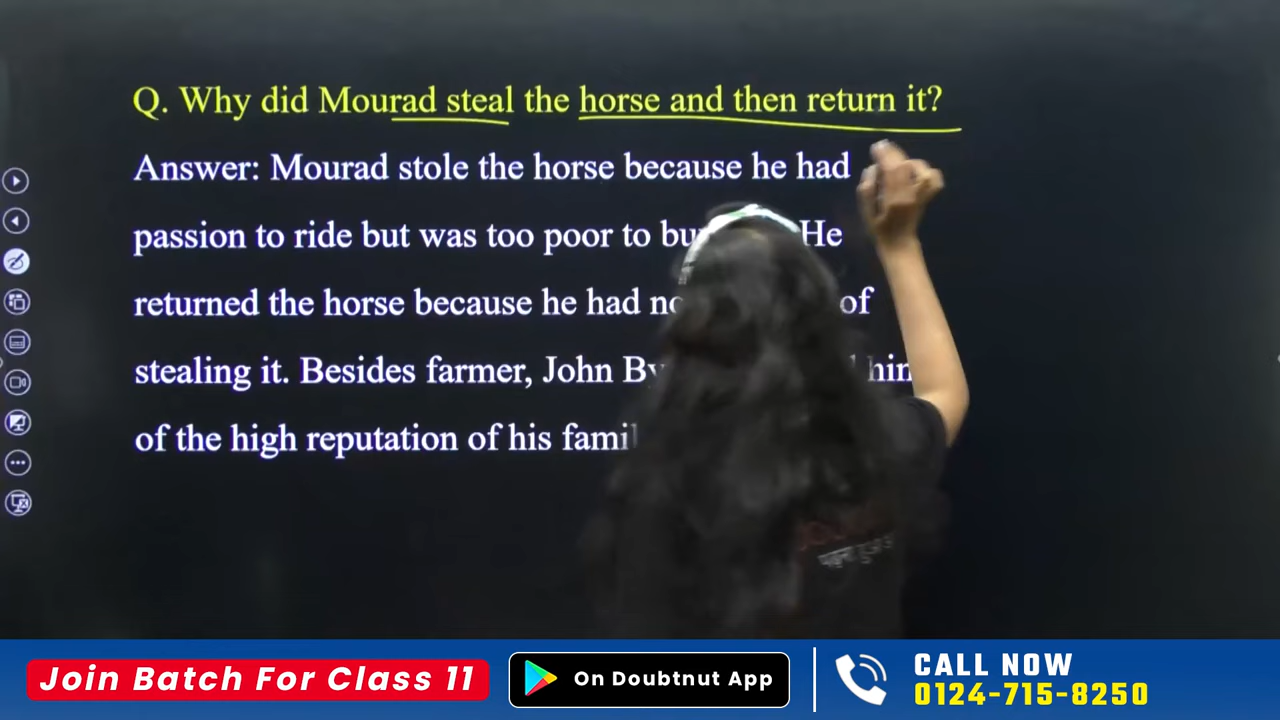 Q. Why did Mourad steal the horse and then return it?
Answer: Mourad stole the horse because he had
passion to ride but was too poor to He
returned the horse because he had of
stealing it. Besides farmer, John
of the high reputation of his
Join Batch For Class 11
On Doubtnut App
CALL NOW
0124-715-8250